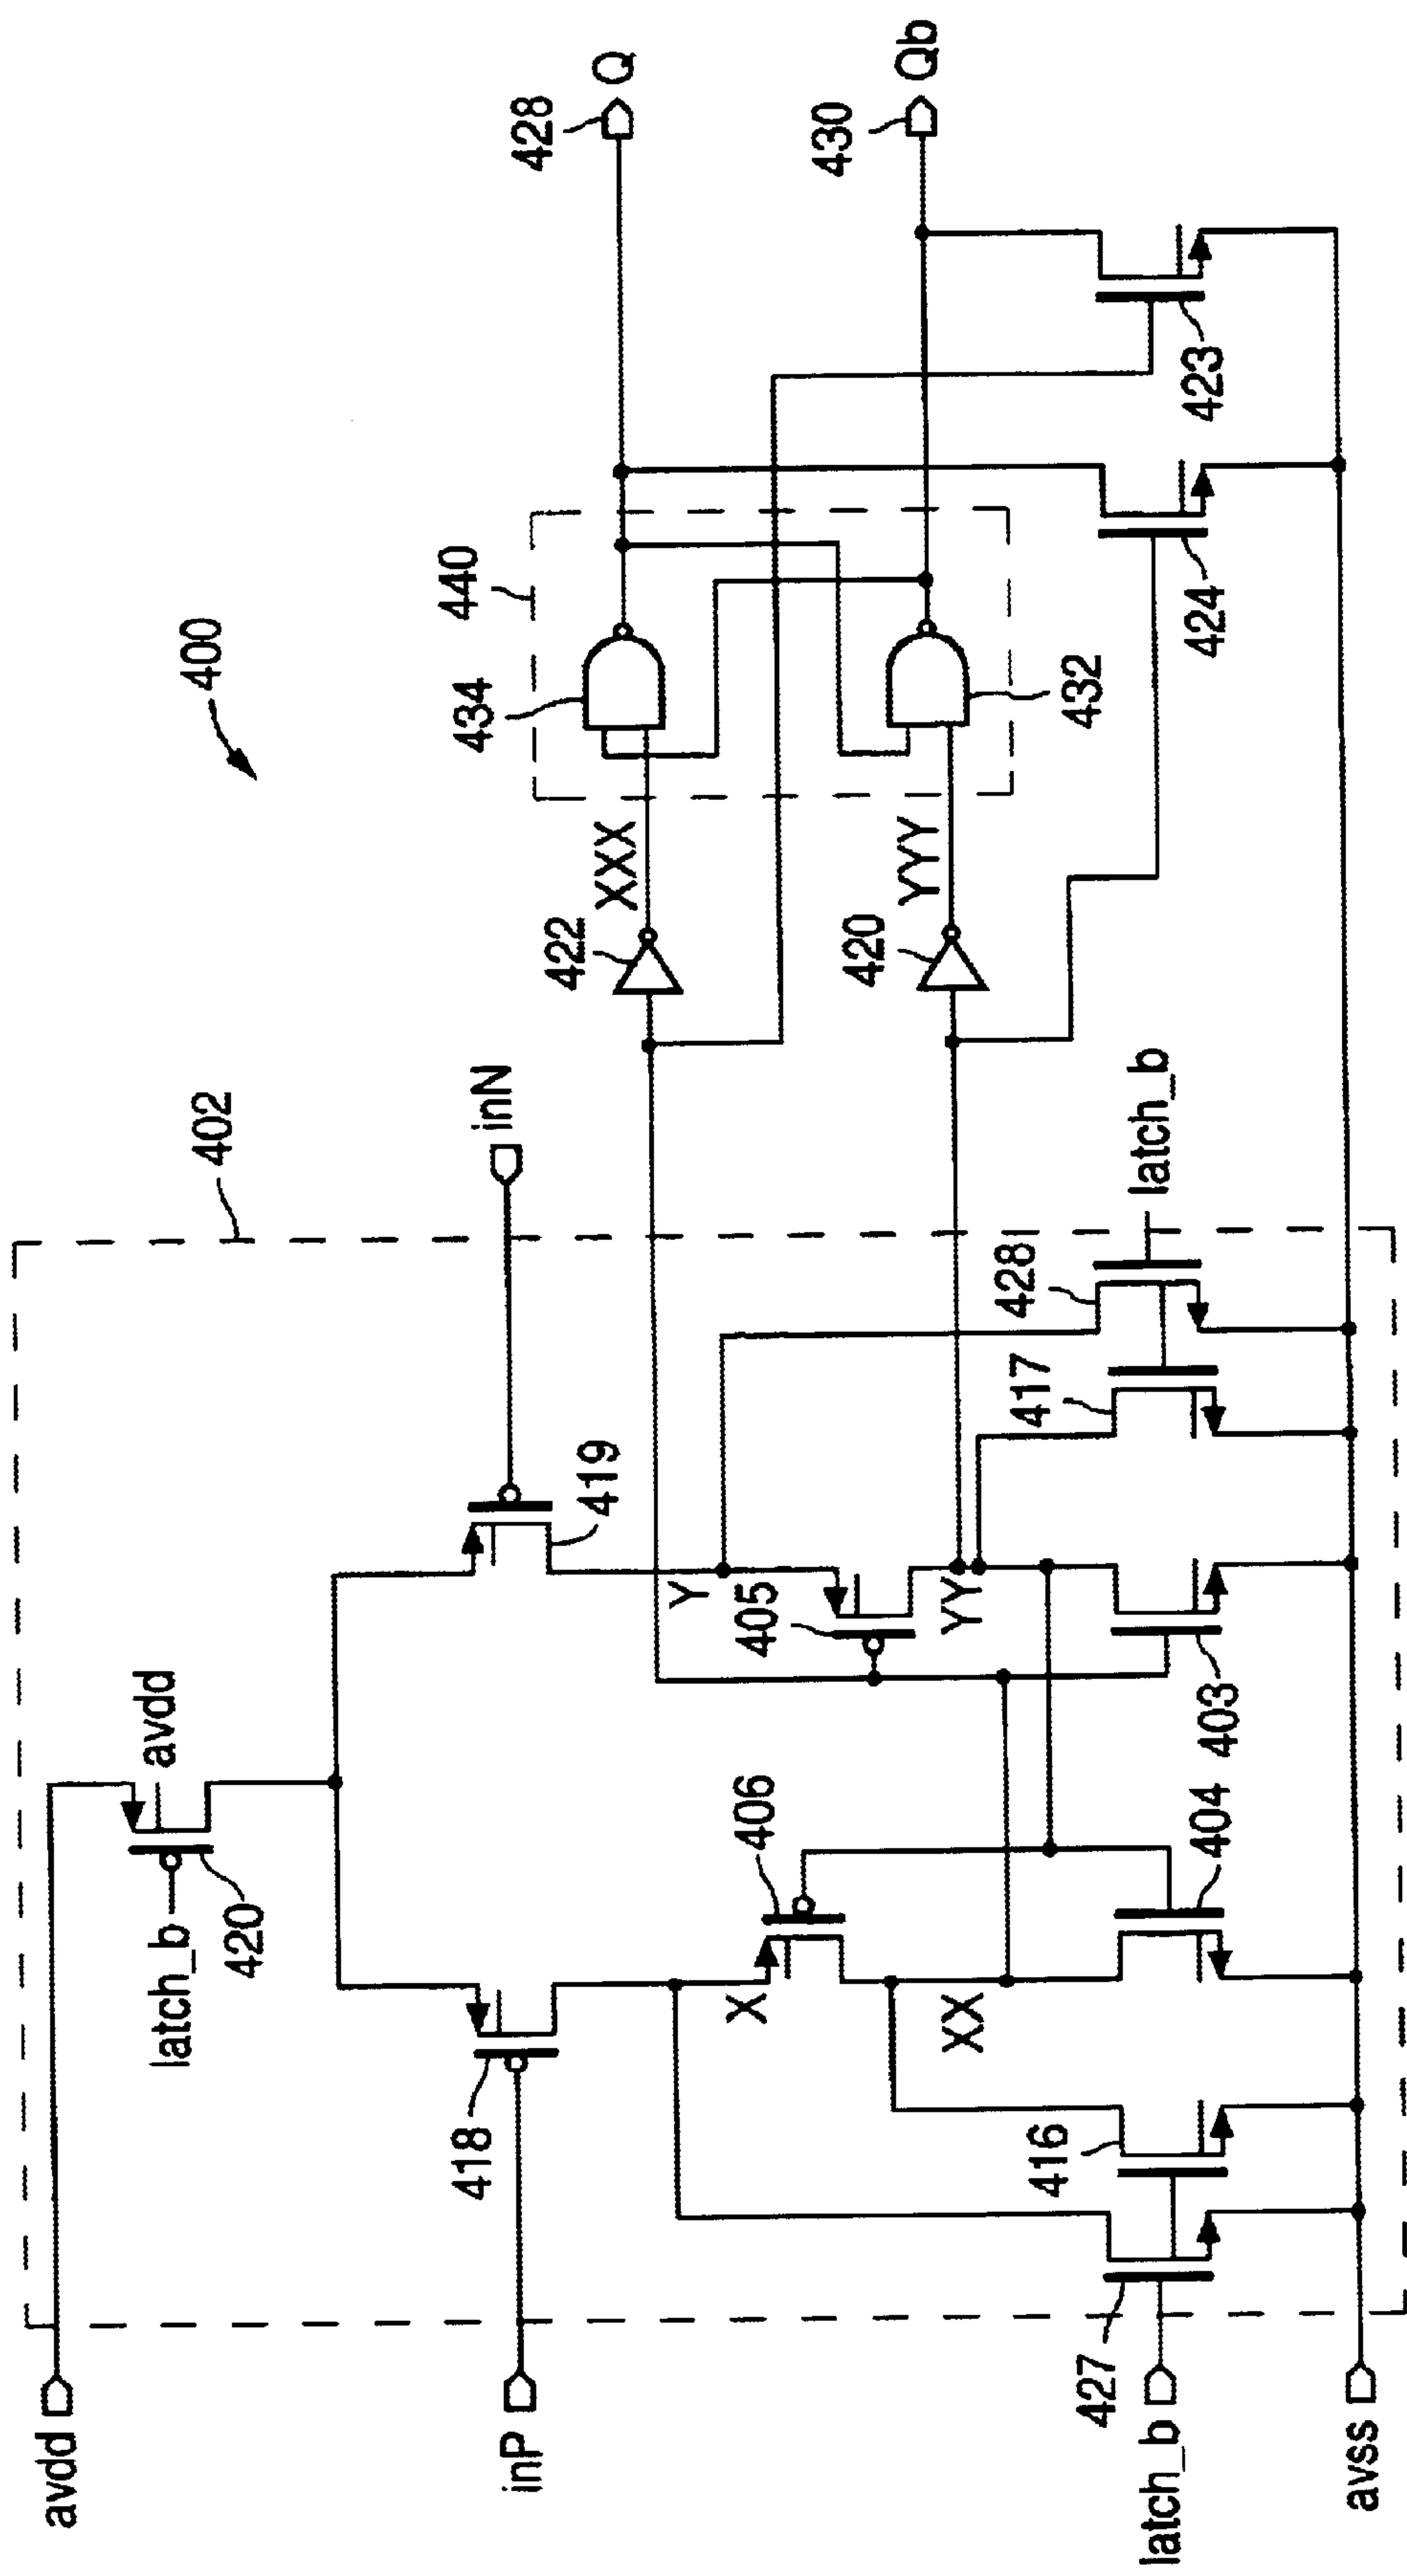 400
402
avdd
latch_b
avdd
420
inN
inP
418
419
X
406
Y
405
XX
YY
404
403
416
427
latch_b
417
428
latch_b
avss
422
XXX
420
YYY
440
434
432
424
423
428
Q
430
Qb